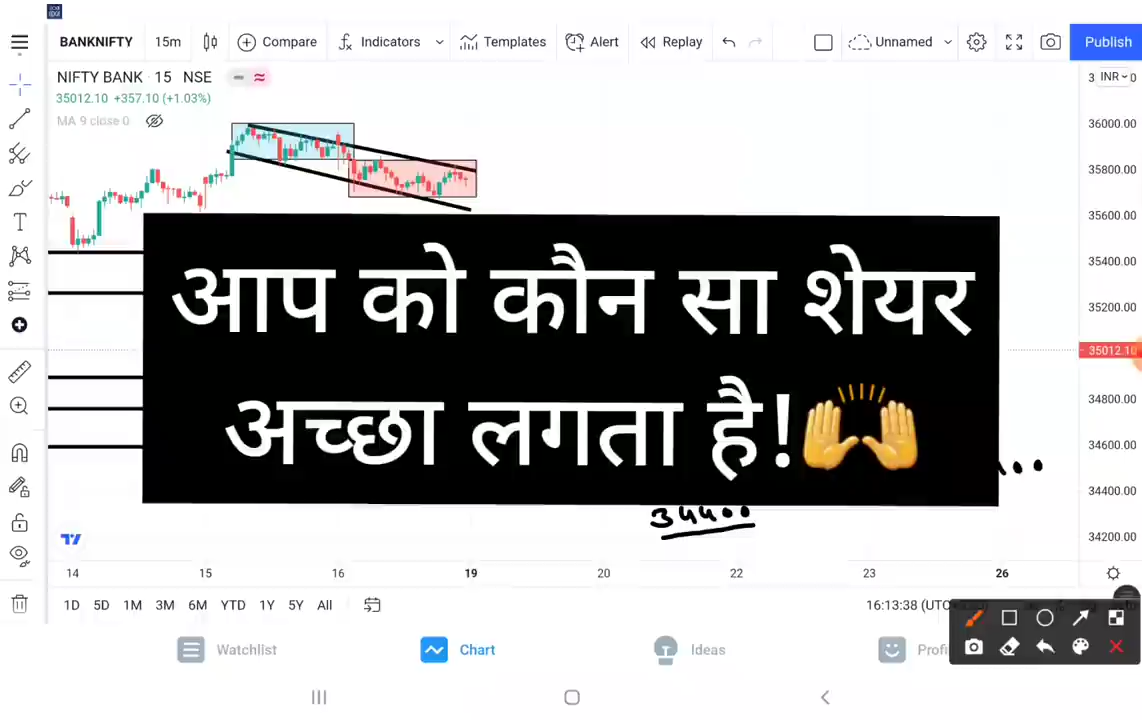 BANKNIFTY 15m Compare Indicators Templates Alert Replay Unnamed Publish
NIFTY BANK · 15 NSE
35012.10 +357.10 (+1.03%)
MA 9 close 0
INR
36000.00
35800.00
35600.00
35400.00
35200.00
35012.10
34800.00
34600.00
34400.00
34200.00
आप को कौन सा शेयर
अच्छा लगता है!🙌
34400
14 15 16 19 20 22 23 26
1D 5D 1M 3M 6M YTD 1Y 5Y All 16:13:38
Watchlist Chart Ideas